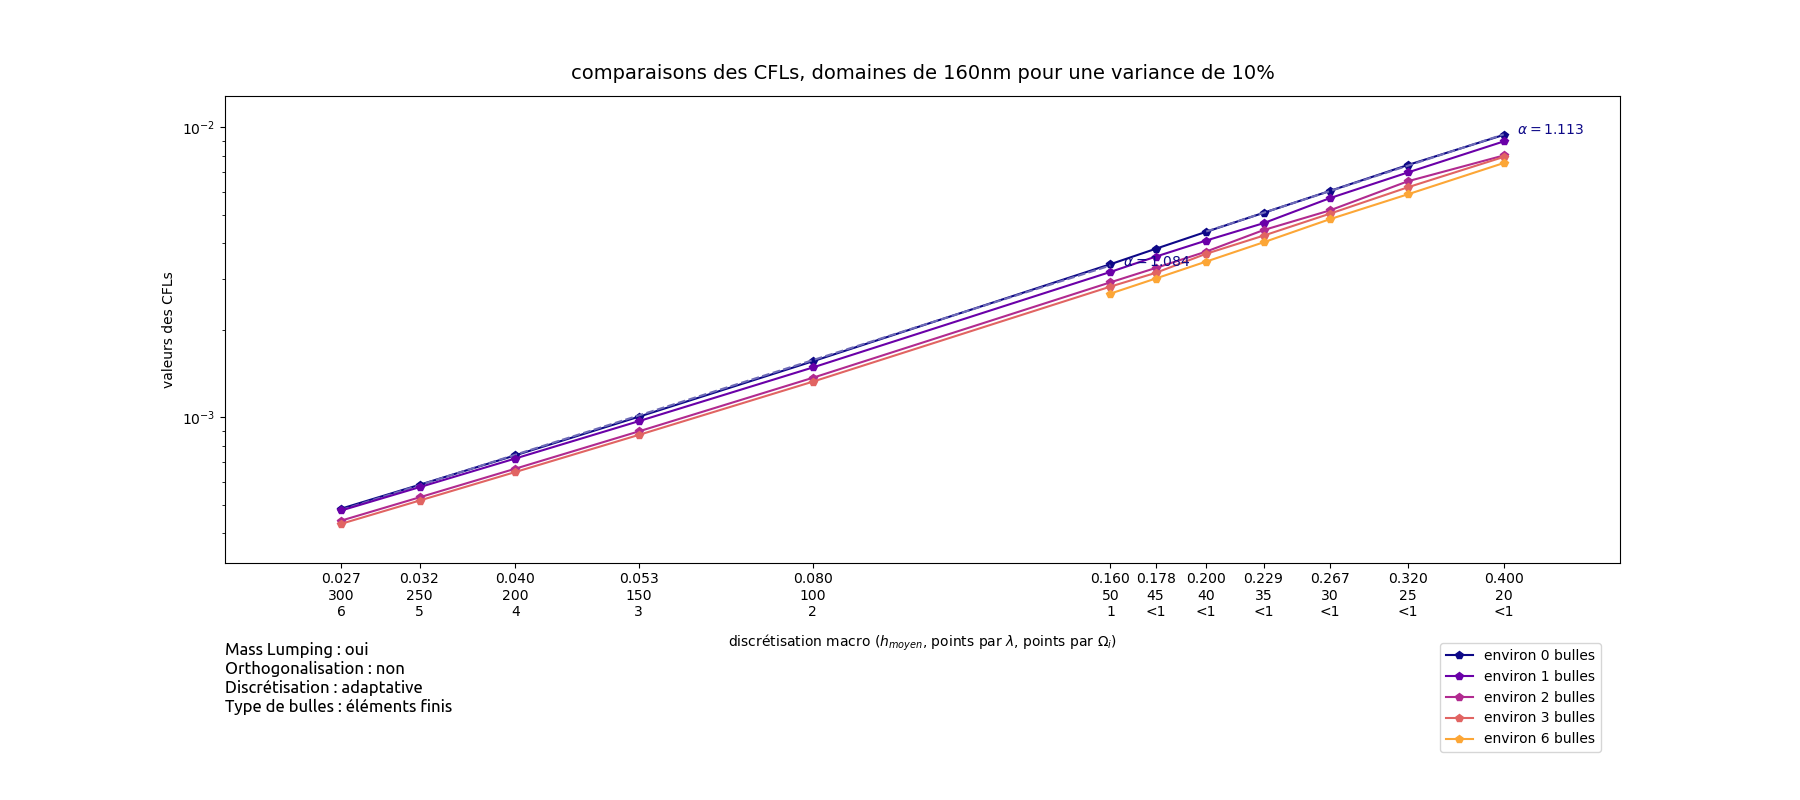 comparaisons des CFLs, domaines de 160nm pour une variance de 10%
valeurs des CFLs
10⁻²
10⁻³
α = 1.113
α = 1.084
0.027 0.032 0.040 0.053 0.080 0.160 0.178 0.200 0.229 0.267 0.320 0.400
300 250 200 150 100 50 45 40 35 30 25 20
6 5 4 3 2 1 <1 <1 <1 <1 <1 <1
discrétisation macro (hₘₒᵧₑₙ, points par λ, points par Ωᵢ)
Mass Lumping : oui
Orthogonalisation : non
Discrétisation : adaptative
Type de bulles : éléments finis
environ 0 bulles
environ 1 bulles
environ 2 bulles
environ 3 bulles
environ 6 bulles